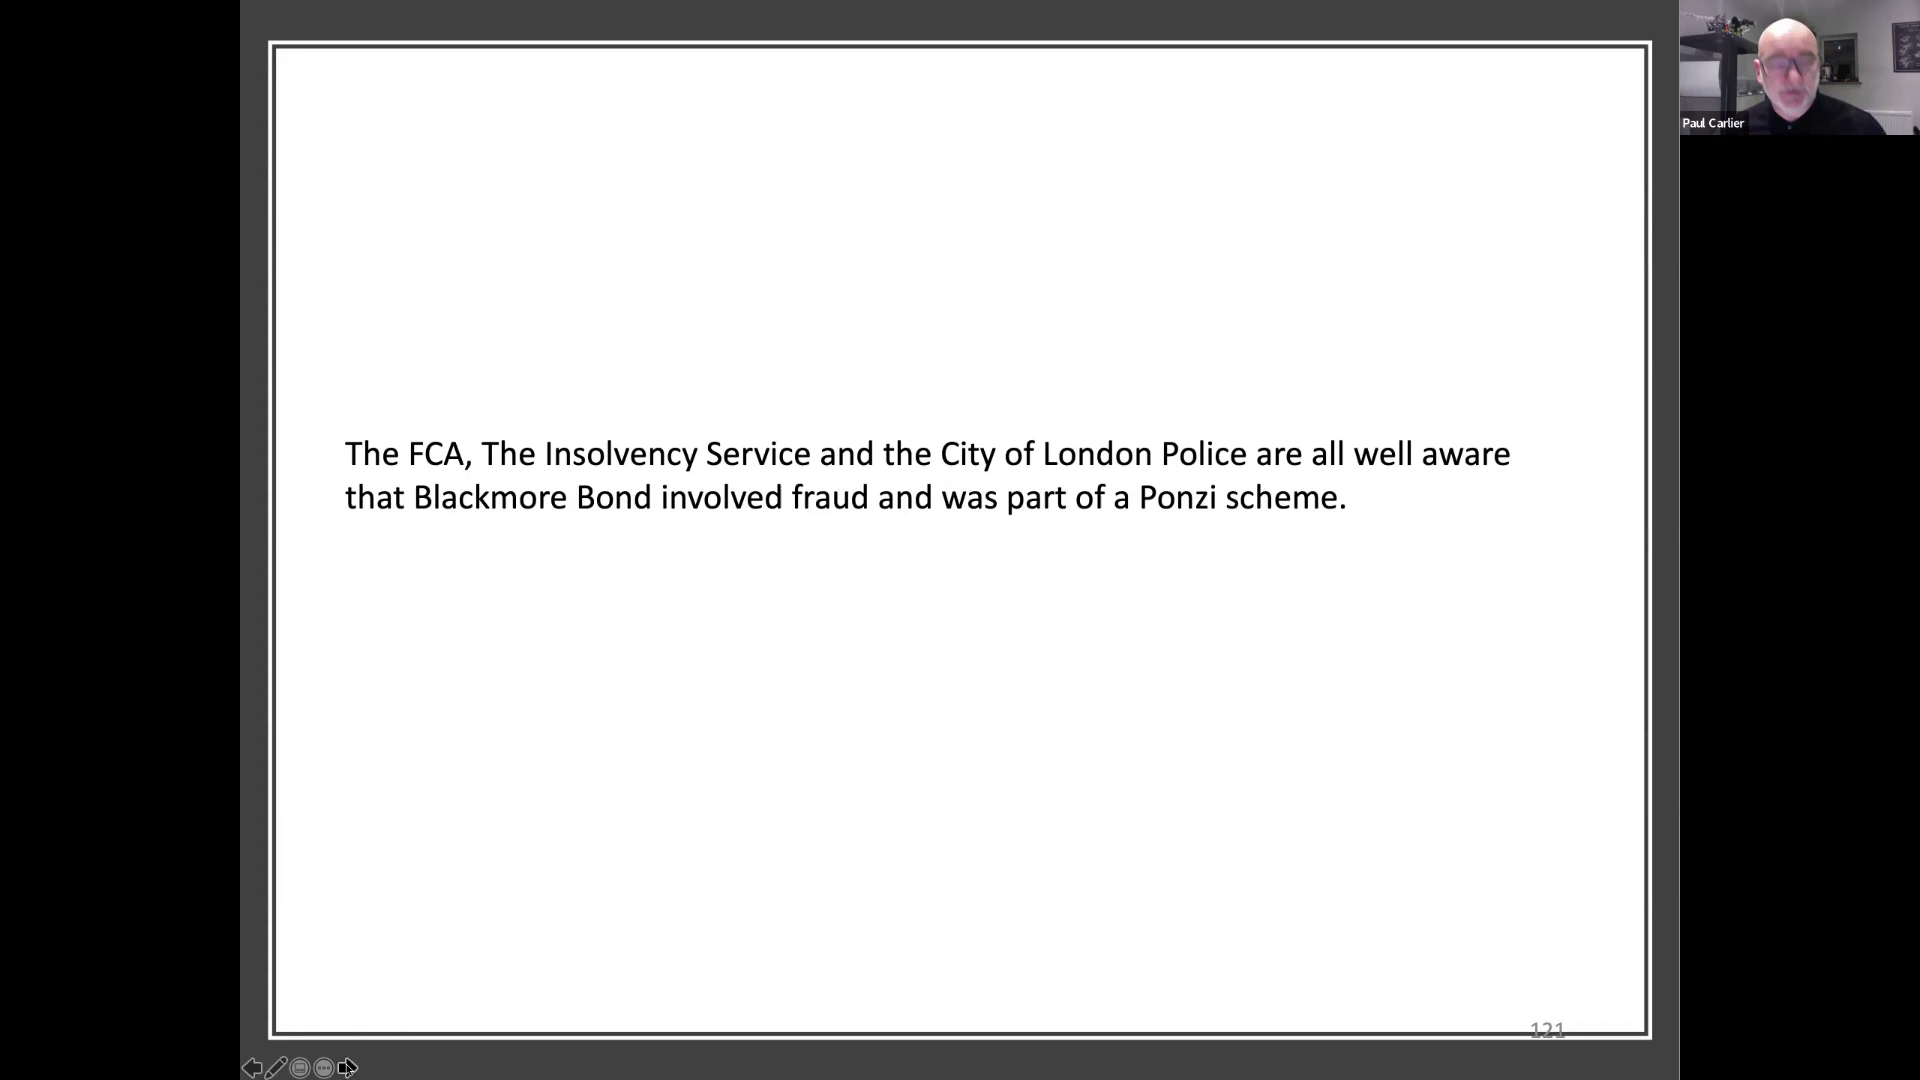 Paul Carlier
The FCA, The Insolvency Service and the City of London Police are all well aware
that Blackmore Bond involved fraud and was part of a Ponzi scheme.
121